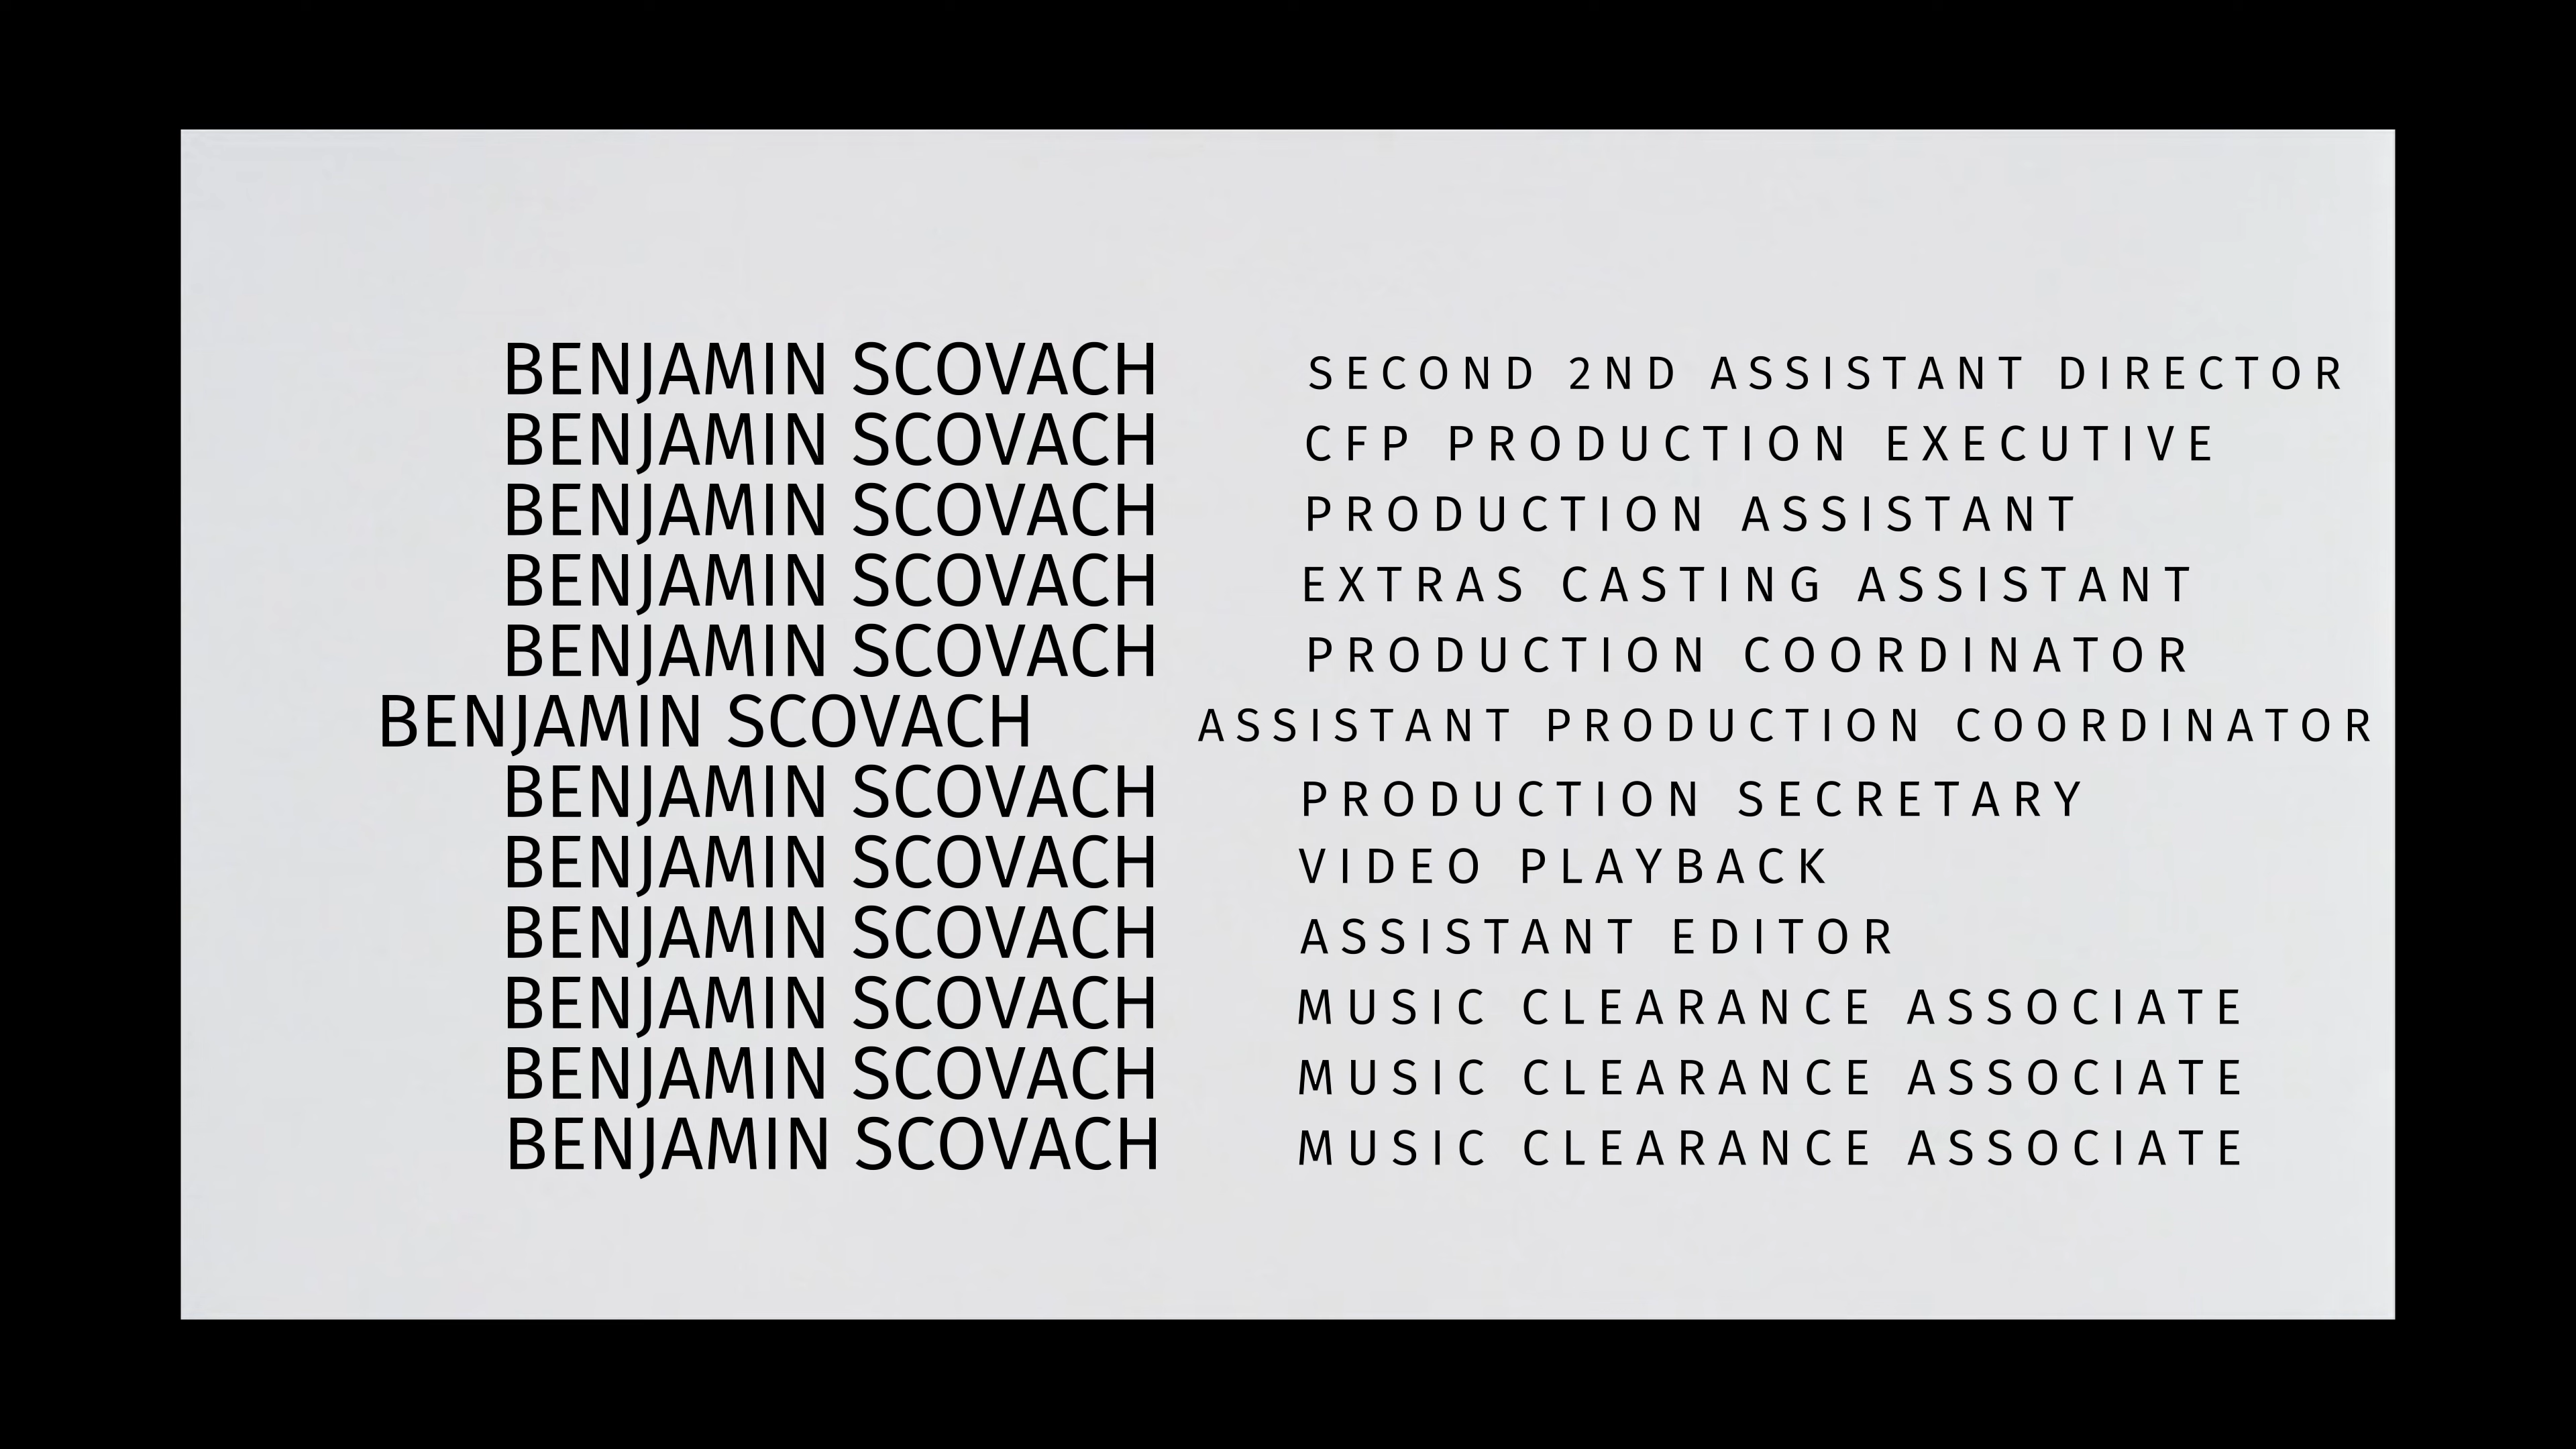 BENJAMIN SCOVACH SECOND 2ND ASSISTANT DIRECTOR
BENJAMIN SCOVACH CFP PRODUCTION EXECUTIVE
BENJAMIN SCOVACH PRODUCTION ASSISTANT
BENJAMIN SCOVACH EXTRAS CASTING ASSISTANT
BENJAMIN SCOVACH PRODUCTION COORDINATOR
BENJAMIN SCOVACH ASSISTANT PRODUCTION COORDINATOR
BENJAMIN SCOVACH PRODUCTION SECRETARY
BENJAMIN SCOVACH VIDEO PLAYBACK
BENJAMIN SCOVACH ASSISTANT EDITOR
BENJAMIN SCOVACH MUSIC CLEARANCE ASSOCIATE
BENJAMIN SCOVACH MUSIC CLEARANCE ASSOCIATE
BENJAMIN SCOVACH MUSIC CLEARANCE ASSOCIATE